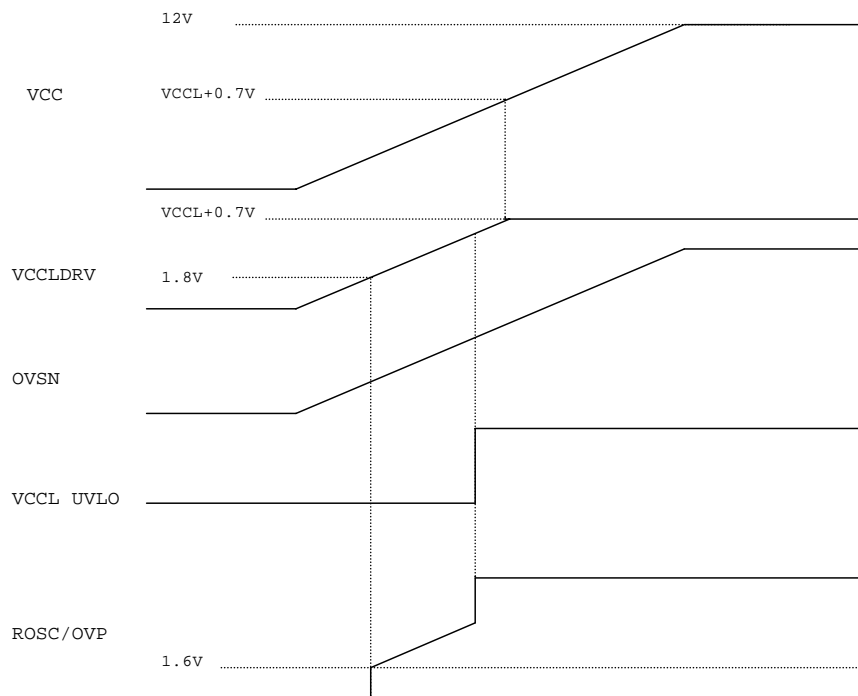 12V
VCC
VCCL+0.7V
VCCL+0.7V
VCCLDRV
1.8V
OVSN
VCCL UVLO
ROSC/OVP
1.6V